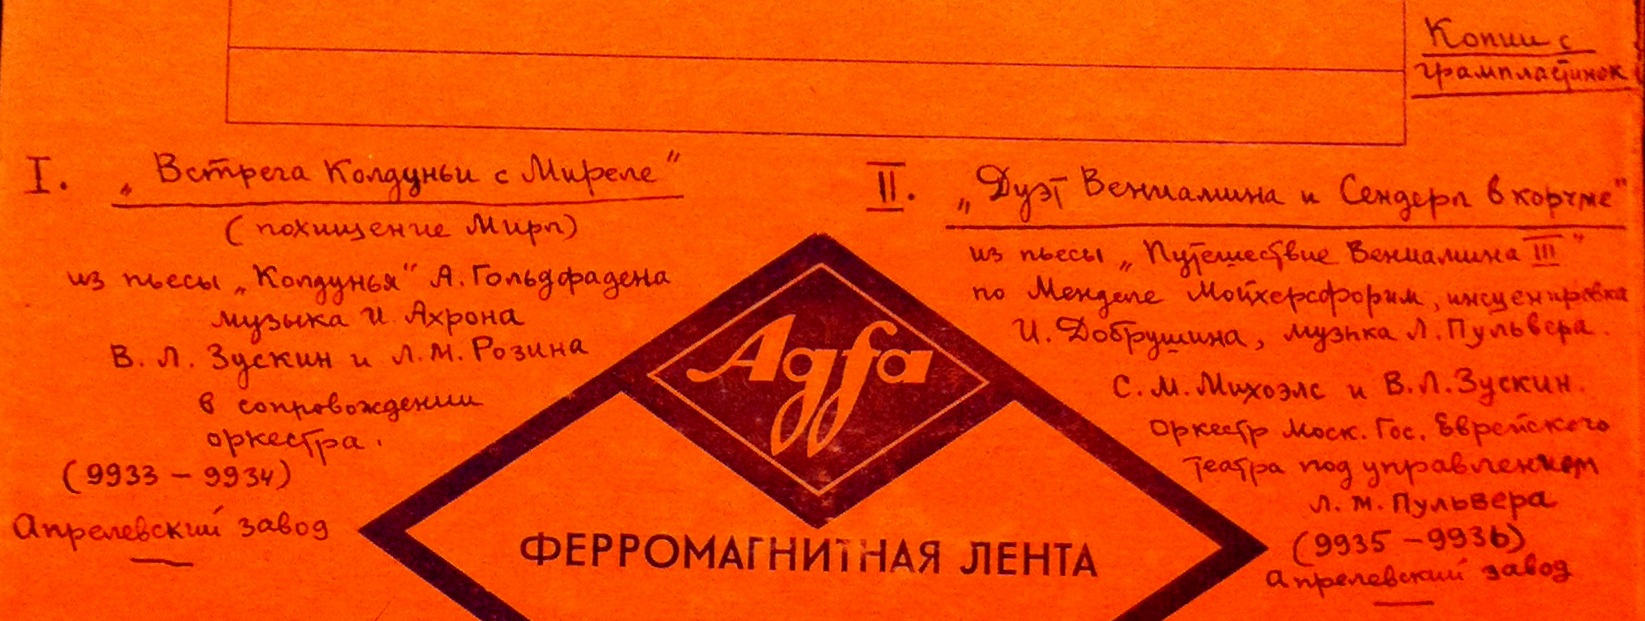 Копии с
грампластинок
I. „Встреча Колдуньи с Миреле"
(похищение Мирл)
из пьесы „Колдунья" А. Гольдфадена
музыка И. Ахрона
В. Л. Зускин и Л. М. Розина
в сопровождении
оркестра.
(9933 – 9934)
Апрелевский завод
II. „Дуэт Вениамина и Сендерл в корчме"
из пьесы „Путешествие Вениамина III"
по Менделе Мойхерсфорим, инсценировка
И. Добрушина, музыка Л. Пульвера.
С. М. Михоэлс и В. Л. Зускин.
Оркестр Моск. Гос. Еврейского
театра под управлением
Л. М. Пульвера
(9935 – 9936)
Апрелевский завод
Agfa
ФЕРРОМАГНИТНАЯ ЛЕНТА